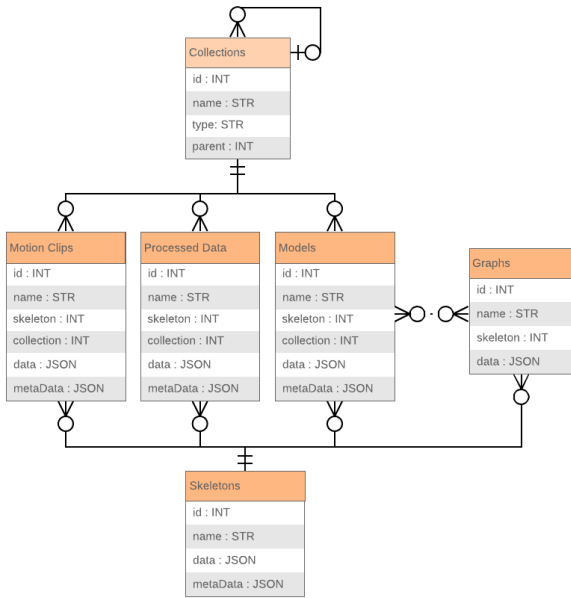 Collections
id : INT
name : STR
type: STR
parent : INT
Motion Clips
id : INT
name : STR
skeleton : INT
collection : INT
data : JSON
metaData : JSON
Processed Data
id : INT
name : STR
skeleton : INT
collection : INT
data : JSON
metaData : JSON
Models
id : INT
name : STR
skeleton : INT
collection : INT
data : JSON
metaData : JSON
Graphs
id : INT
name : STR
skeleton : INT
data : JSON
Skeletons
id : INT
name : STR
data : JSON
metaData : JSON